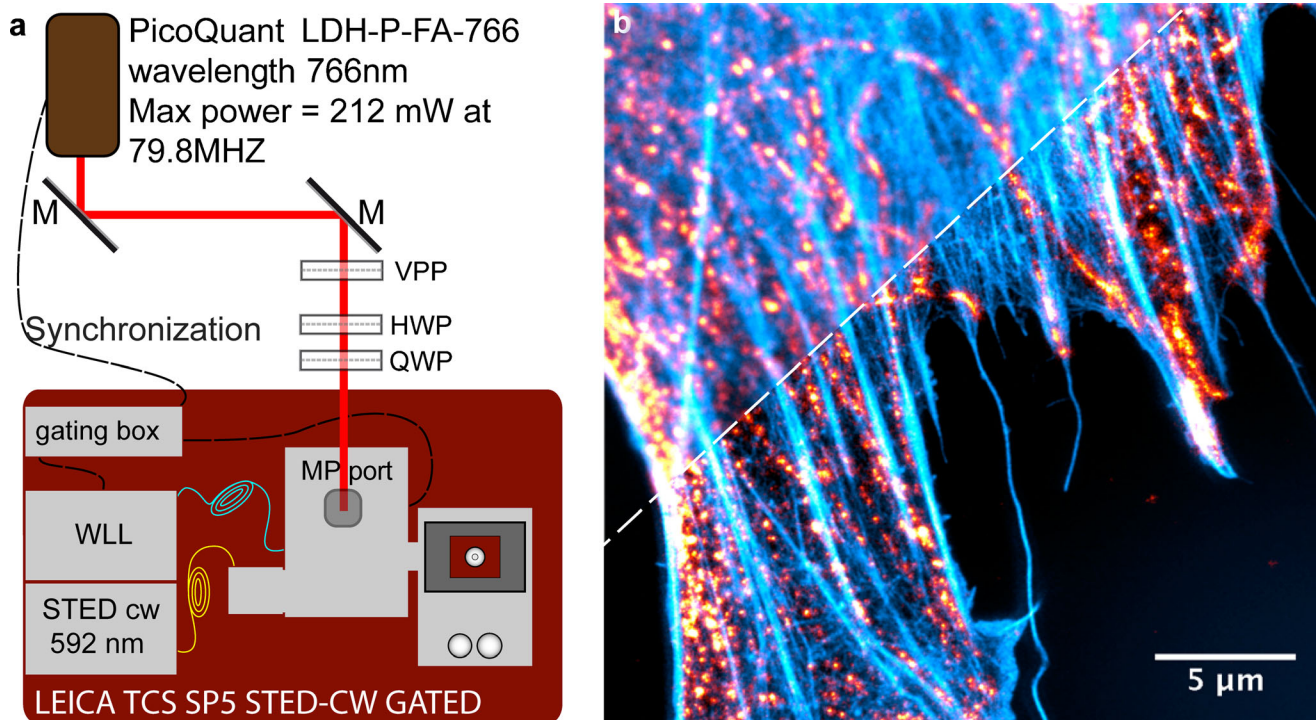 a
PicoQuant LDH-P-FA-766
wavelength 766nm
Max power = 212 mW at
79.8MHZ
M
M
VPP
HWP
QWP
Synchronization
gating box
MP port
WLL
STED cw
592 nm
LEICA TCS SP5 STED-CW GATED
b
5 µm